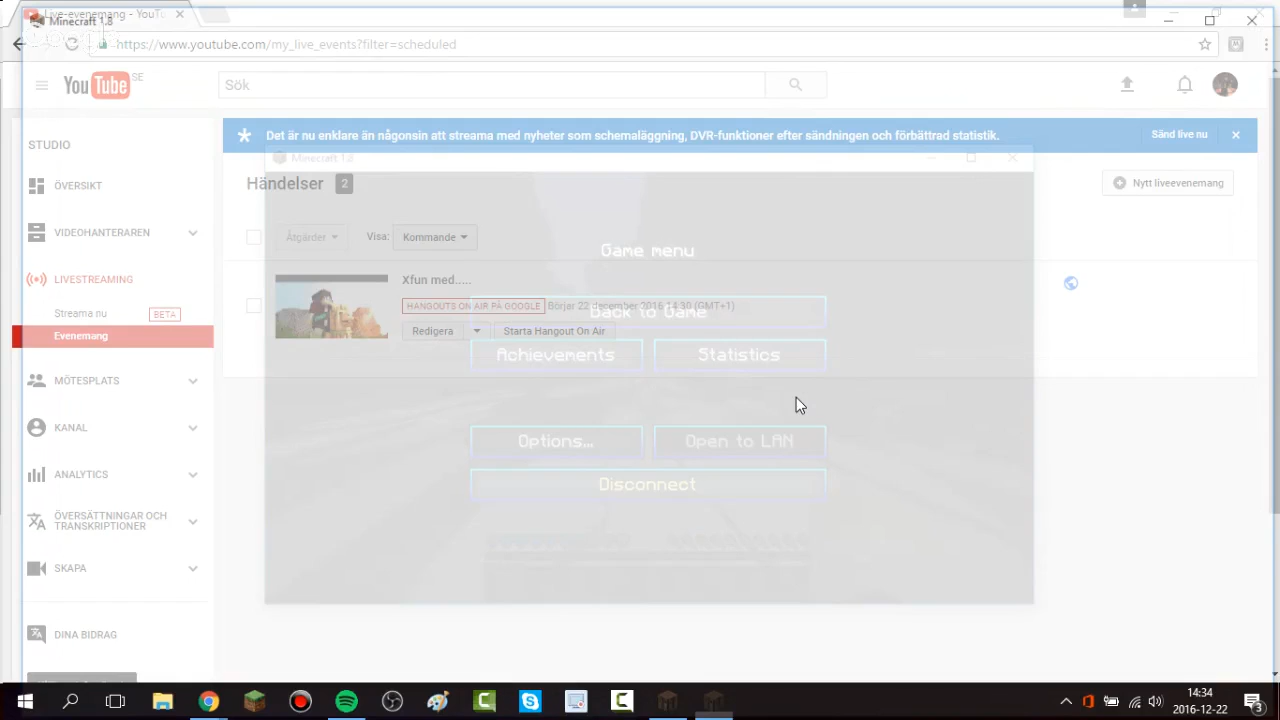 Live-evenemang - YouTu
Minecraft 1.8
https://www.youtube.com/my_live_events?filter=scheduled
YouTube SE
Sök
STUDIO
ÖVERSIKT
VIDEOHANTERAREN
LIVESTREAMING
Streama nu BETA
Evenemang
MÖTESPLATS
KANAL
ANALYTICS
ÖVERSÄTTNINGAR OCH
TRANSKRIPTIONER
SKAPA
DINA BIDRAG
Det är nu enklare än någonsin att streama med nyheter som schemaläggning, DVR-funktioner efter sändningen och förbättrad statistik.
Sänd live nu
Minecraft 1.8
Händelser 2
Nytt liveevenemang
Åtgärder
Visa: Kommande
Xfun med.....
HANGOUTS ON AIR PÅ GOOGLE Börjar 22 december 2016 14:30 (GMT+1)
Redigera
Starta Hangout On Air
Game menu
Back to Game
Achievements
Statistics
Options...
Open to LAN
Disconnect
14:34
2016-12-22
3